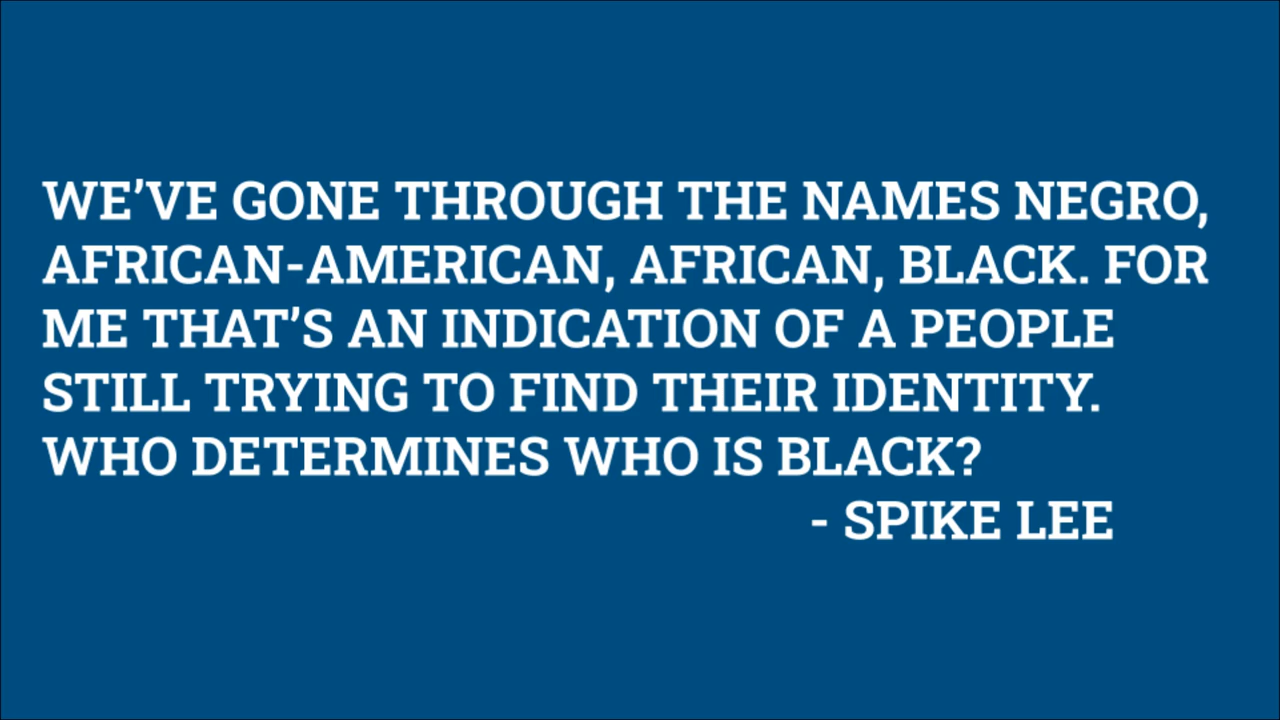 WE’VE GONE THROUGH THE NAMES NEGRO,
AFRICAN-AMERICAN, AFRICAN, BLACK. FOR
ME THAT’S AN INDICATION OF A PEOPLE
STILL TRYING TO FIND THEIR IDENTITY.
WHO DETERMINES WHO IS BLACK?
- SPIKE LEE